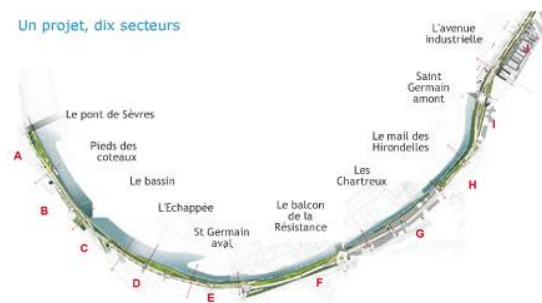 Un projet, dix secteurs
L'avenue
industrielle
Saint
Germain
amont
Le pont de Sèvres
Pieds des
coteaux
Le mail des
Hirondelles
Le bassin
Les
Chartreux
L'Echappée
Le balcon
de la
Résistance
St Germain
aval
A
B
C
D
E
F
G
H
I
J